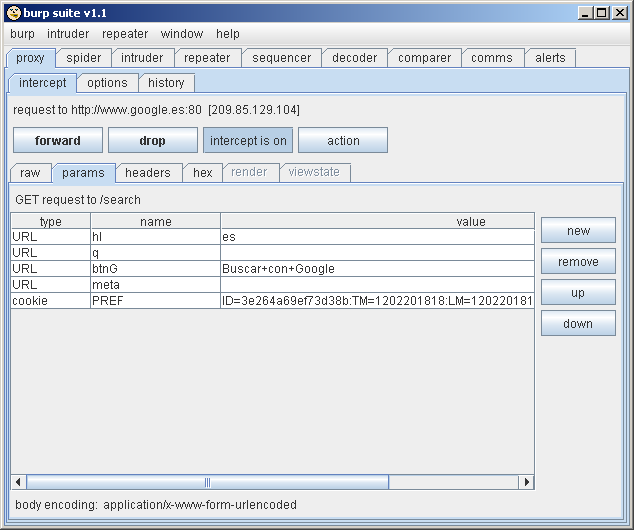 burp suite v1.1
burp intruder repeater window help
proxy spider intruder repeater sequencer decoder comparer comms alerts
intercept options history
request to http://www.google.es:80 [209.85.129.104]
forward drop intercept is on action
raw params headers hex render viewstate
GET request to /search
type name value
URL hl es
URL q
URL btnG Buscar+con+Google
URL meta
cookie PREF ID=3e264a69ef73d38b:TM=1202201818:LM=120220181
new
remove
up
down
body encoding: application/x-www-form-urlencoded